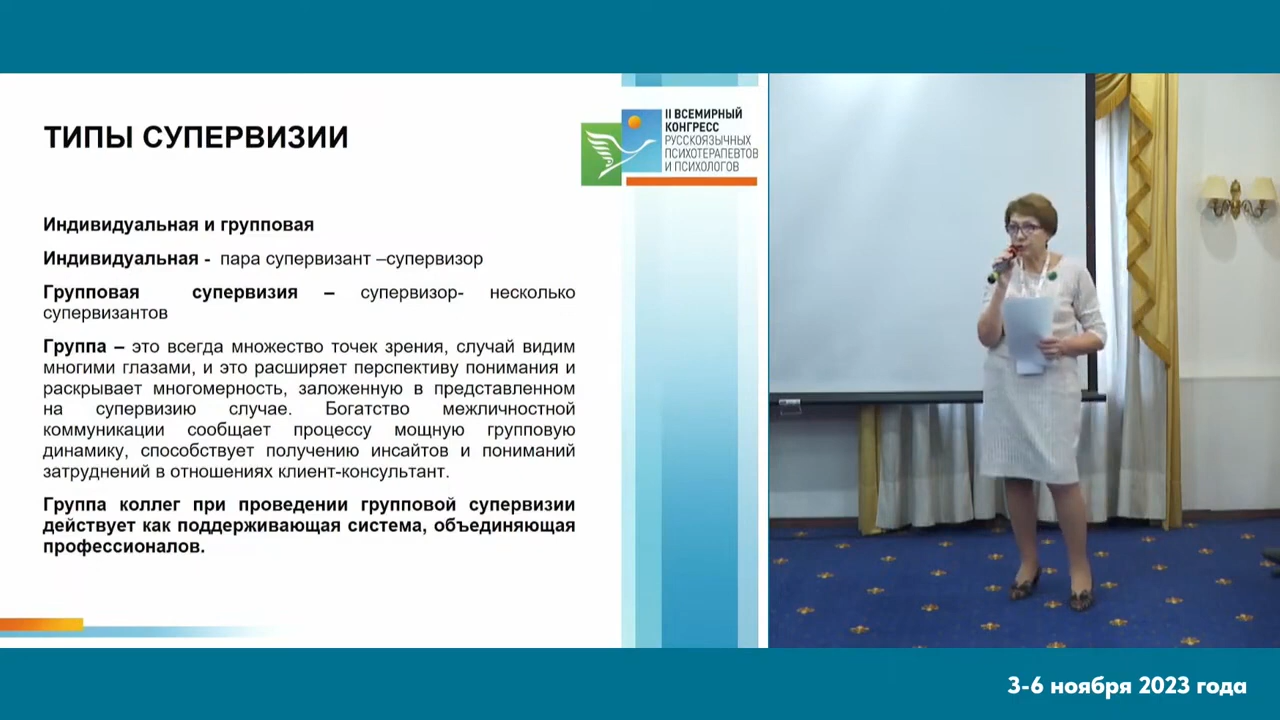 ТИПЫ СУПЕРВИЗИИ
II ВСЕМИРНЫЙ
КОНГРЕСС
РУССКОЯЗЫЧНЫХ
ПСИХОТЕРАПЕВТОВ
И ПСИХОЛОГОВ
Индивидуальная и групповая
Индивидуальная - пара супервизант –супервизор
Групповая супервизия – супервизор- несколько
супервизантов
Группа – это всегда множество точек зрения, случай видим
многими глазами, и это расширяет перспективу понимания и
раскрывает многомерность, заложенную в представленном
на супервизию случае. Богатство межличностной
коммуникации сообщает процессу мощную групповую
динамику, способствует получению инсайтов и пониманий
затруднений в отношениях клиент-консультант.
Группа коллег при проведении групповой супервизии
действует как поддерживающая система, объединяющая
профессионалов.
3-6 ноября 2023 года